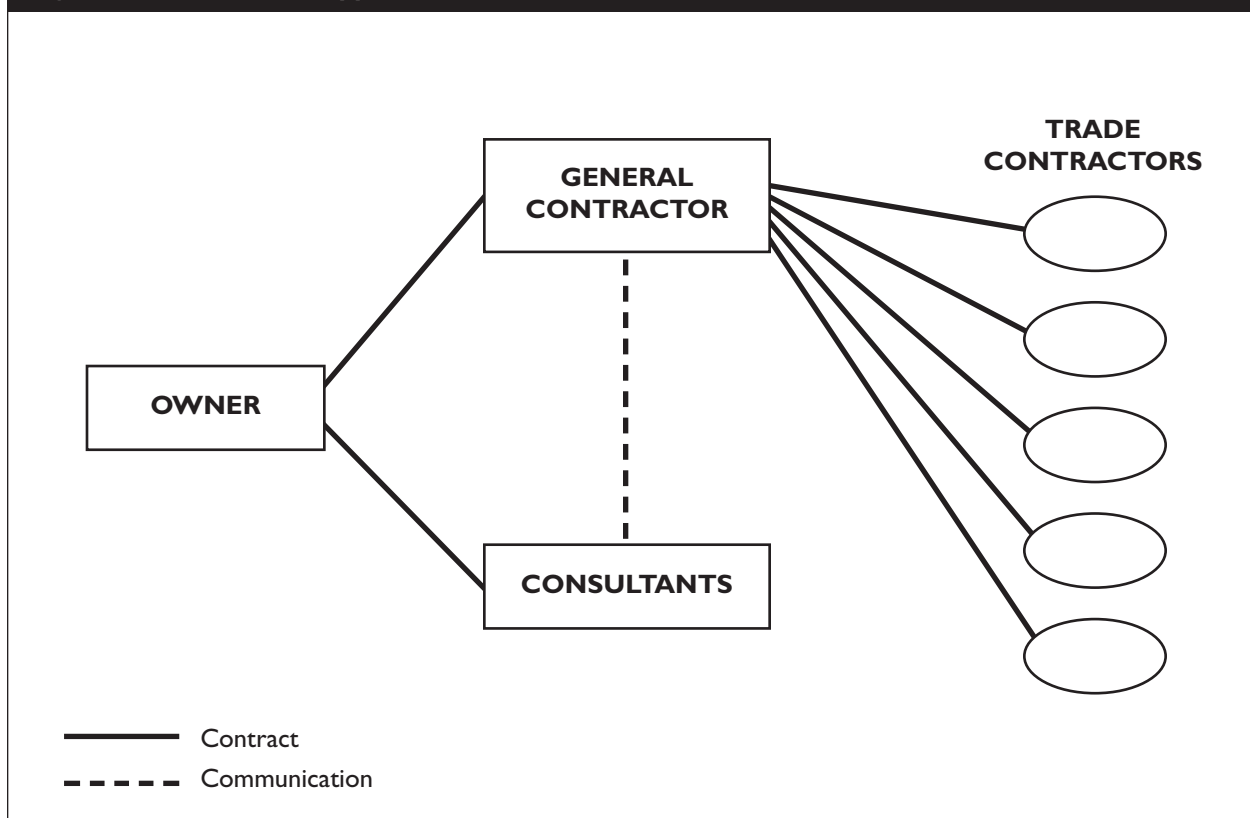 TRADE
CONTRACTORS
GENERAL
CONTRACTOR
OWNER
CONSULTANTS
Contract
Communication